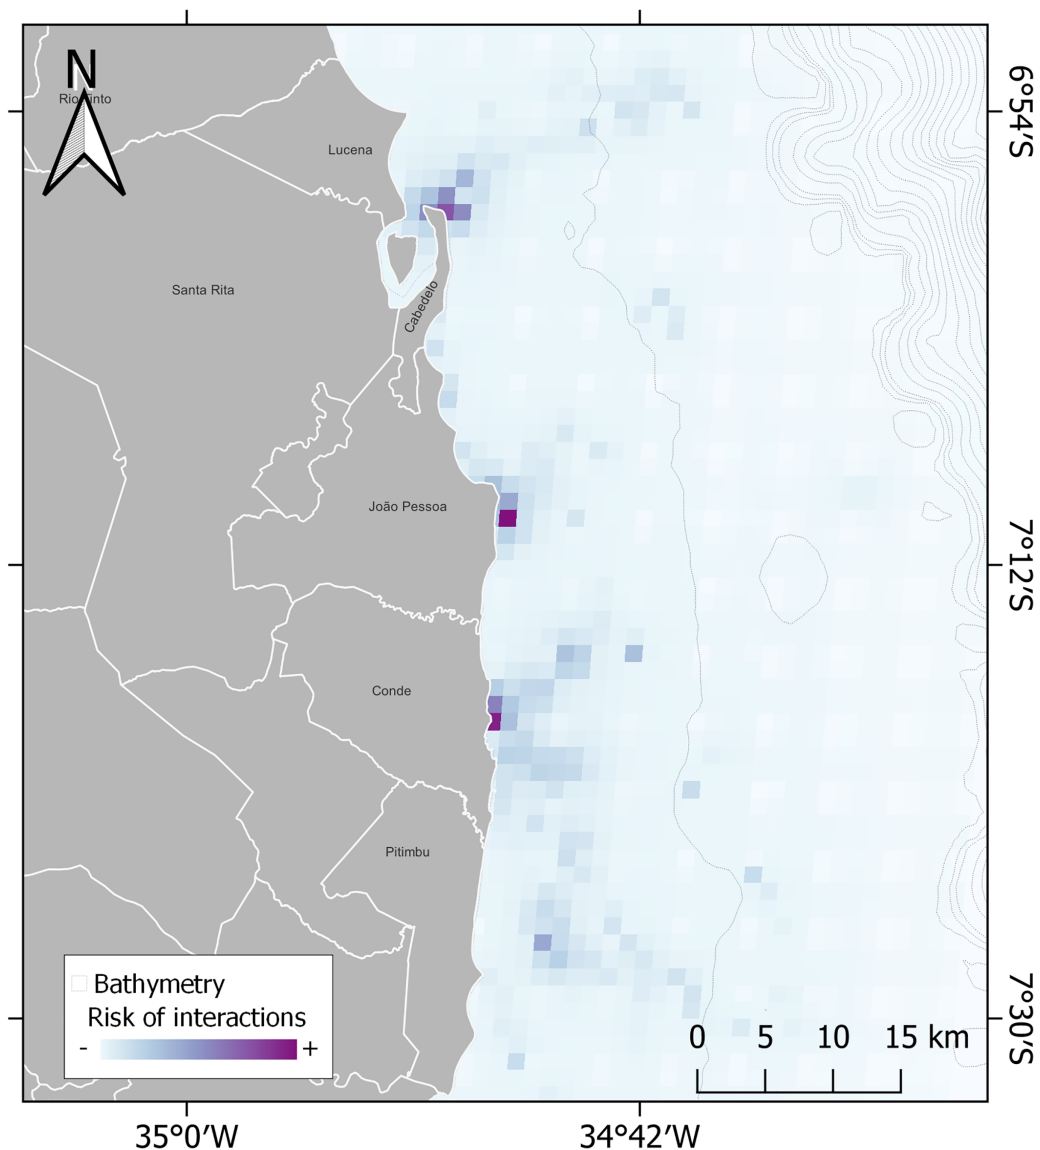 N
Rio Tinto
Lucena
6°54'S
Santa Rita
Cabedelo
João Pessoa
7°12'S
Conde
Pitimbu
Bathymetry
Risk of interactions
- +
7°30'S
0 5 10 15 km
35°0'W 34°42'W